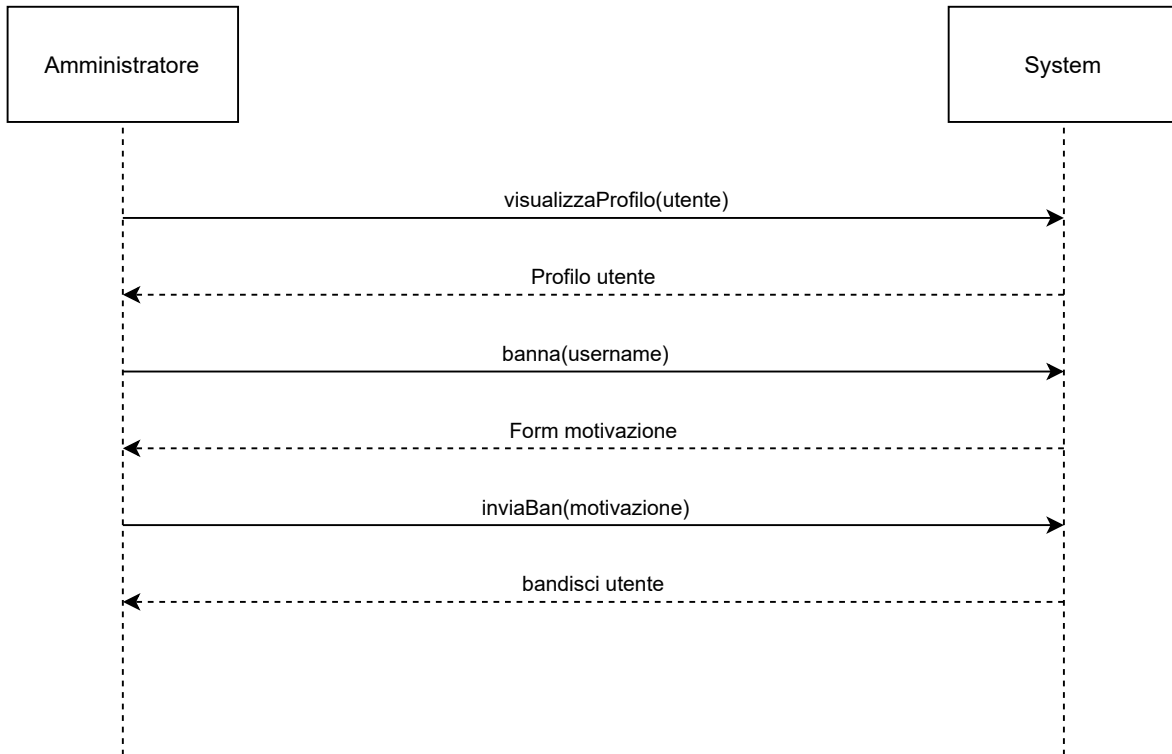 Amministratore
System
visualizzaProfilo(utente)
Profilo utente
banna(username)
Form motivazione
inviaBan(motivazione)
bandisci utente